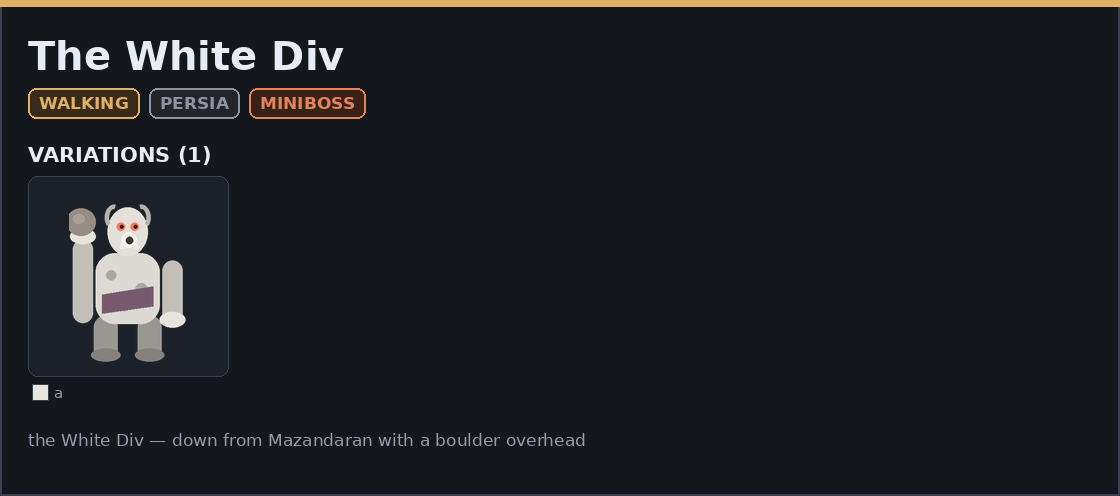 The White Div
WALKING PERSIA MINIBOSS
VARIATIONS (1)
a
the White Div — down from Mazandaran with a boulder overhead